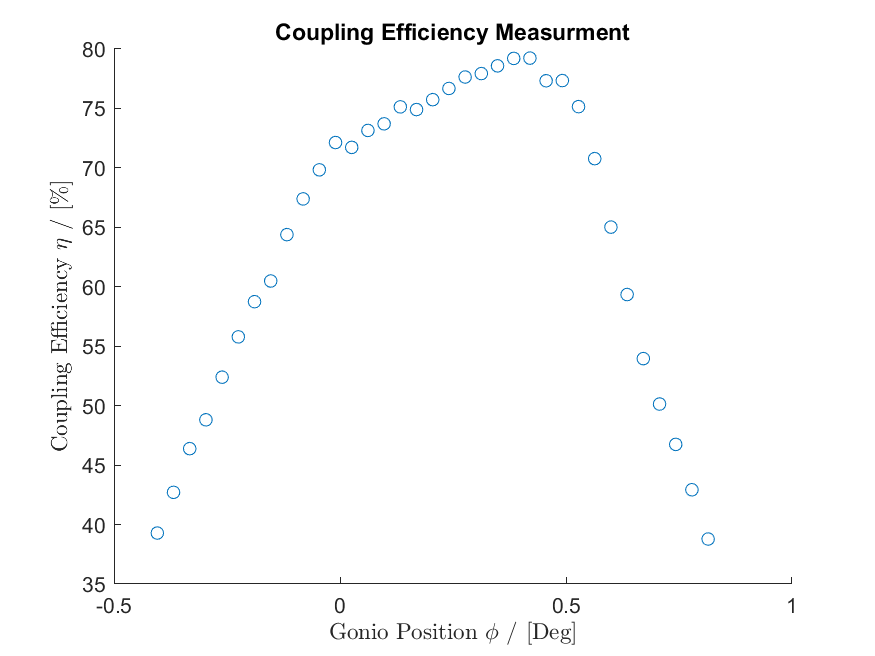 Coupling Efficiency Measurment
80
75
70
65
60
55
50
45
40
35
Coupling Efficiency η / [%]
-0.5 0 0.5 1
Gonio Position ϕ / [Deg]